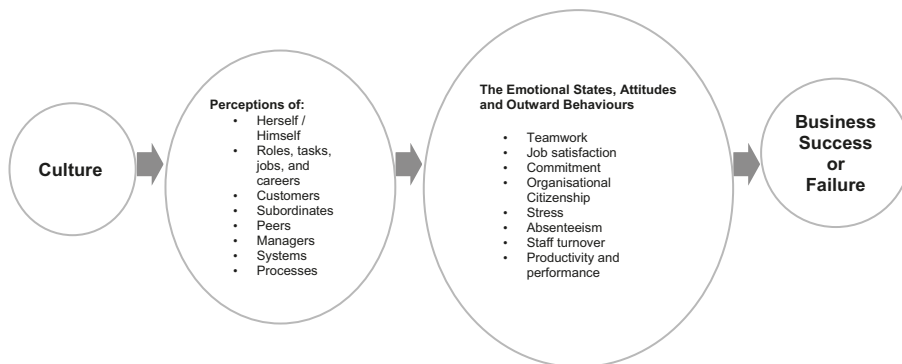 Culture
Perceptions of:
• Herself /
Himself
• Roles, tasks,
jobs, and
careers
• Customers
• Subordinates
• Peers
• Managers
• Systems
• Processes
The Emotional States, Attitudes
and Outward Behaviours
• Teamwork
• Job satisfaction
• Commitment
• Organisational
Citizenship
• Stress
• Absenteeism
• Staff turnover
• Productivity and
performance
Business
Success
or
Failure